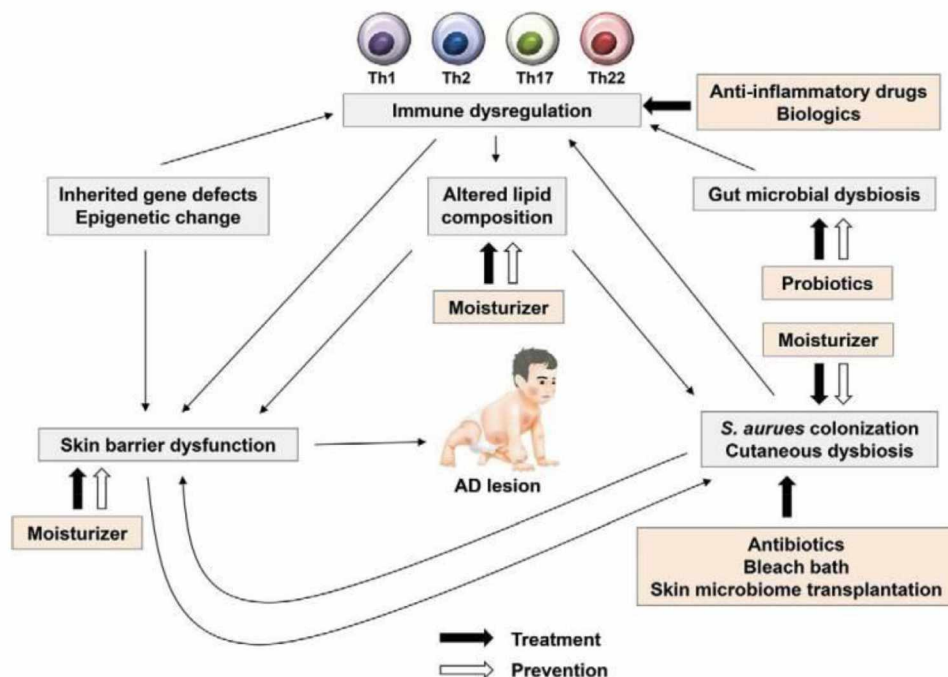 Th1 Th2 Th17 Th22
Immune dysregulation
Anti-inflammatory drugs
Biologics
Inherited gene defects
Epigenetic change
Altered lipid
composition
Gut microbial dysbiosis
Moisturizer
Probiotics
Moisturizer
Skin barrier dysfunction
AD lesion
S. aurues colonization
Cutaneous dysbiosis
Moisturizer
Antibiotics
Bleach bath
Skin microbiome transplantation
Treatment
Prevention